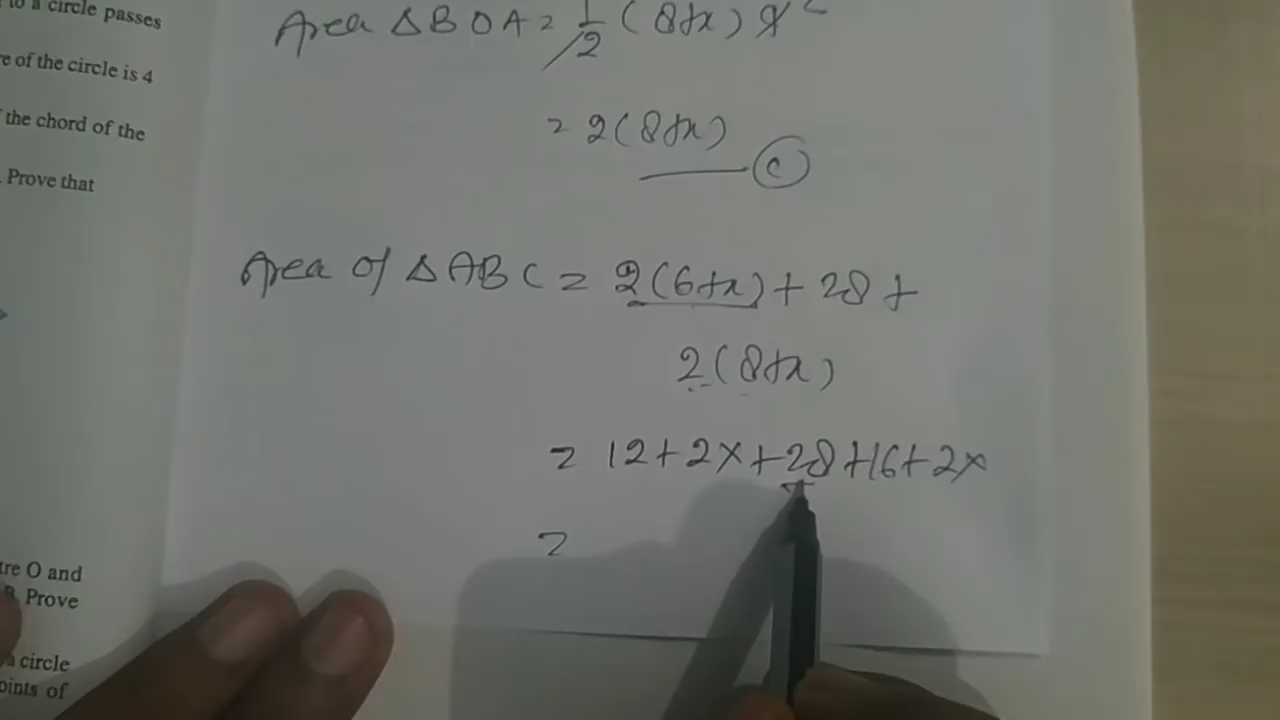 to a circle passes
re of the circle is 4
the chord of the
. Prove that
Area △BOA = 1/2 (8+x) 4
= 2(8+x)
C
Area of △ABC = 2(6+x) + 28 +
2(8+x)
= 12+2x+28+16+2x
=
tre O and
B. Prove
a circle
oints of